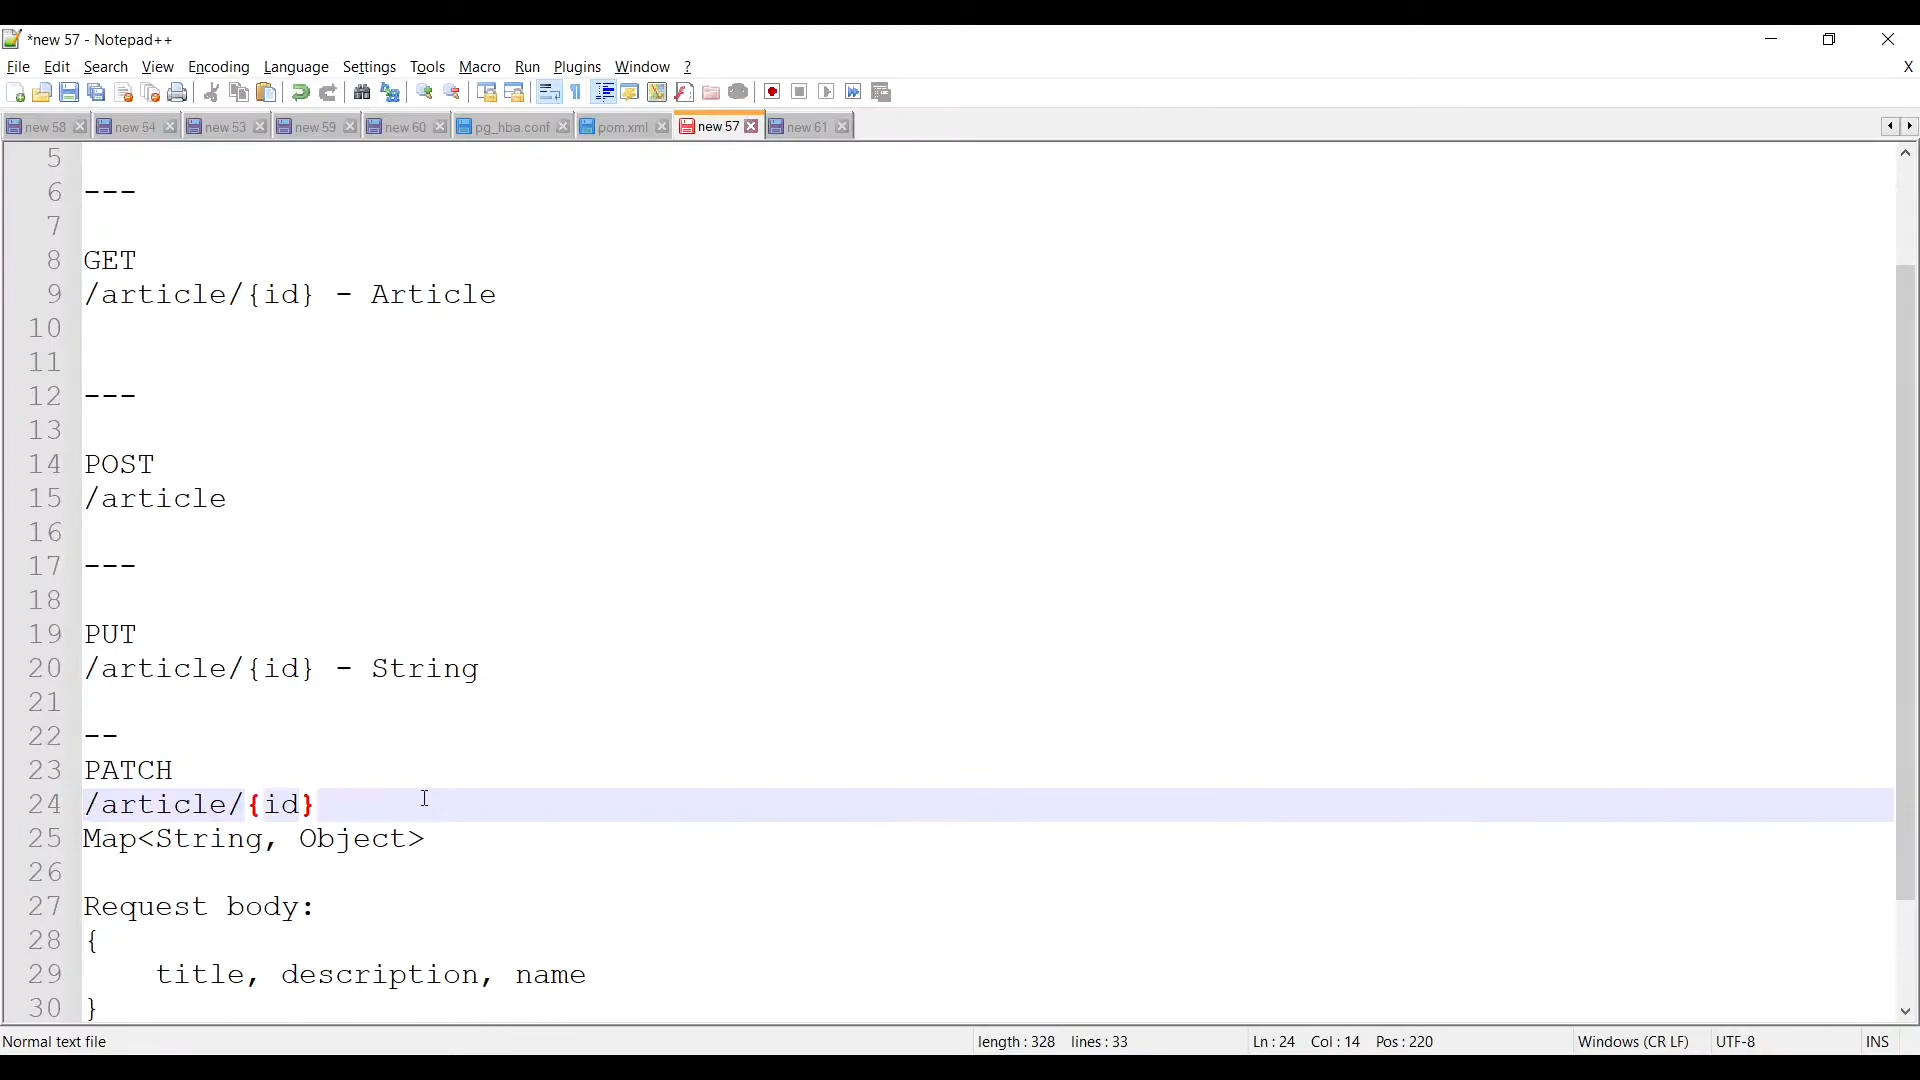 *new 57 - Notepad++
File Edit Search View Encoding Language Settings Tools Macro Run Plugins Window ? X
new 58 new 54 new 53 new 59 new 60 pg_hba.conf pom.xml new 57 new 61
5
6 ---
7
8 GET
9 /article/{id} - Article
10
11
12 ---
13
14 POST
15 /article
16
17 ---
18
19 PUT
20 /article/{id} - String
21
22 --
23 PATCH
24 /article/{id}
25 Map<String, Object>
26
27 Request body:
28 {
29 title, description, name
30 }
Normal text file length : 328 lines : 33 Ln : 24 Col : 14 Pos : 220 Windows (CR LF) UTF-8 INS